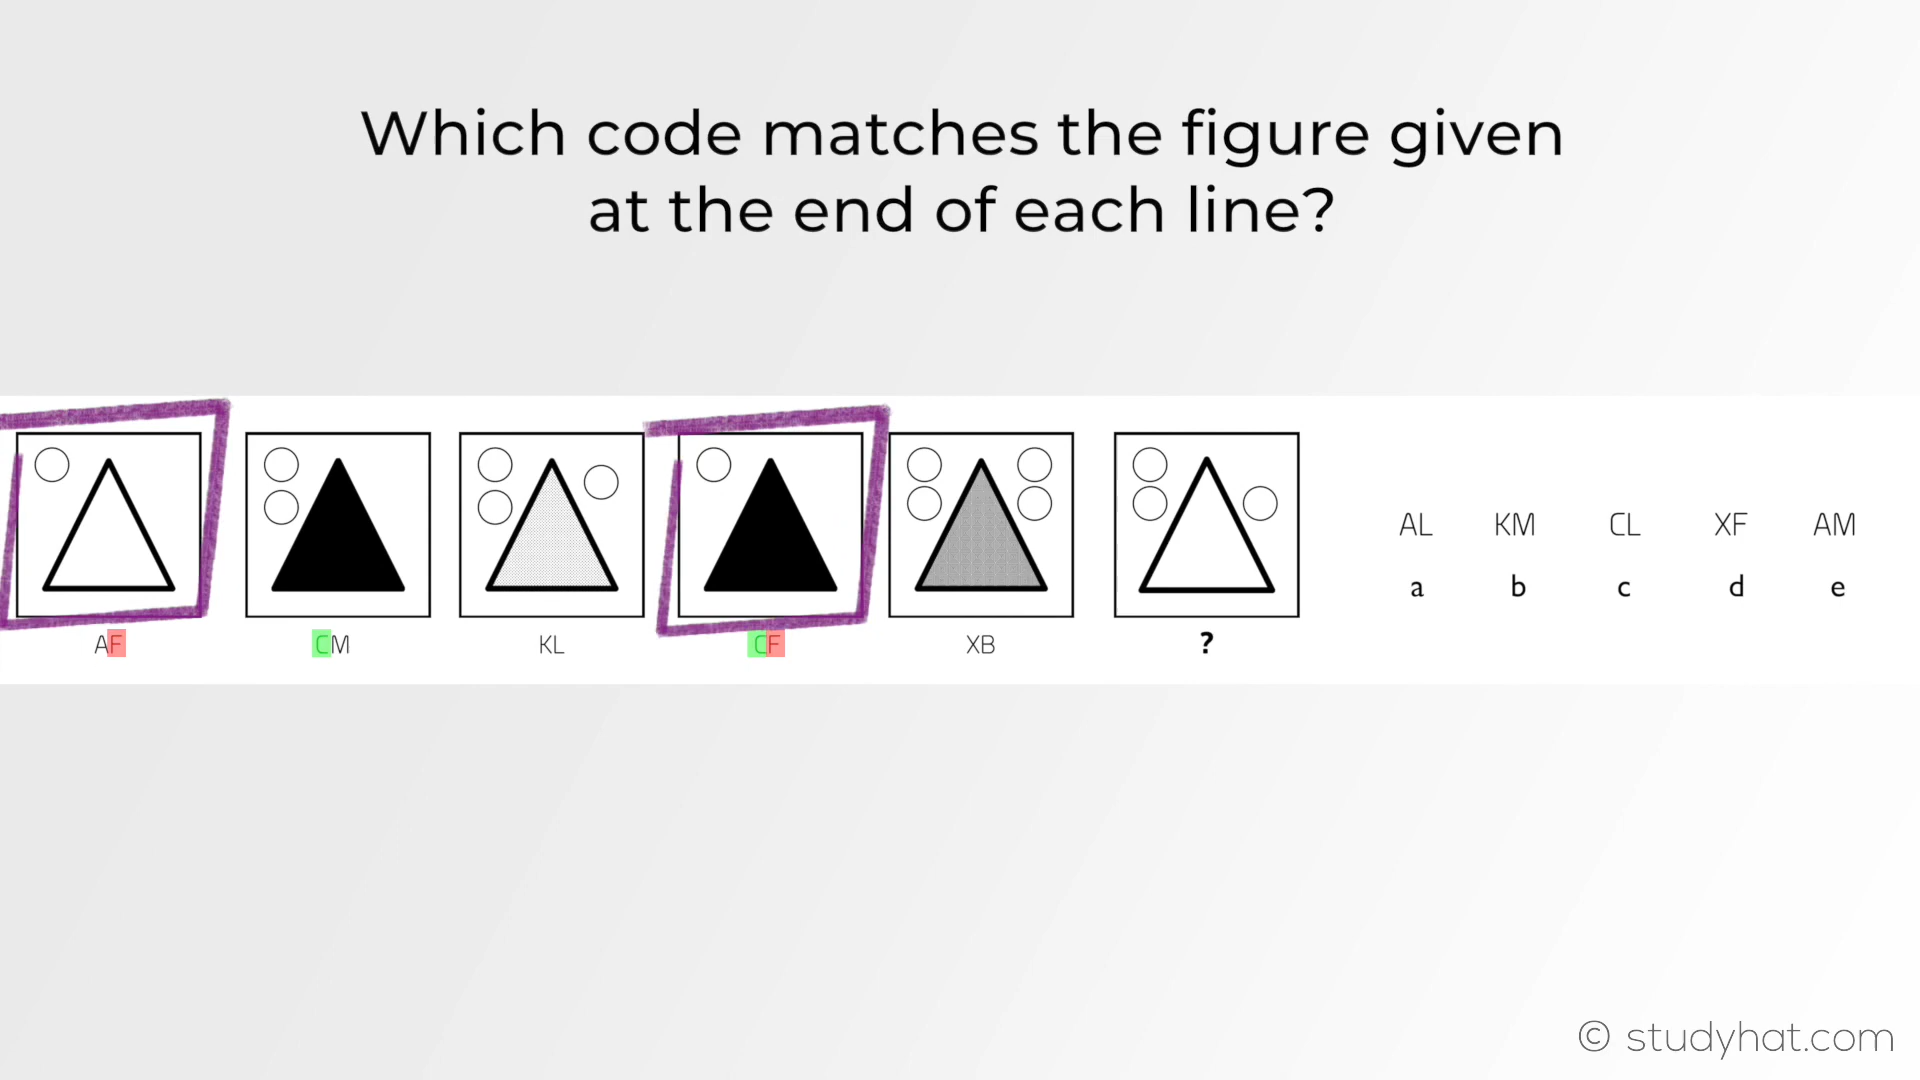 Which code matches the figure given
at the end of each line?
AL KM CL XF AM
a b c d e
AF CM KL CF XB ?
© studyhat.com